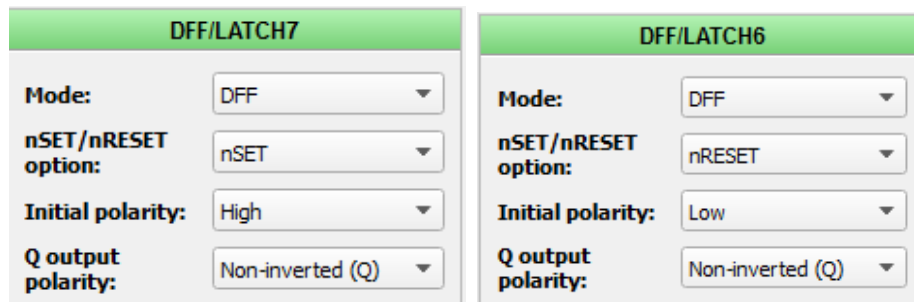 DFF/LATCH7
Mode: DFF
nSET/nRESET
option: nSET
Initial polarity: High
Q output
polarity: Non-inverted (Q)
DFF/LATCH6
Mode: DFF
nSET/nRESET
option: nRESET
Initial polarity: Low
Q output
polarity: Non-inverted (Q)